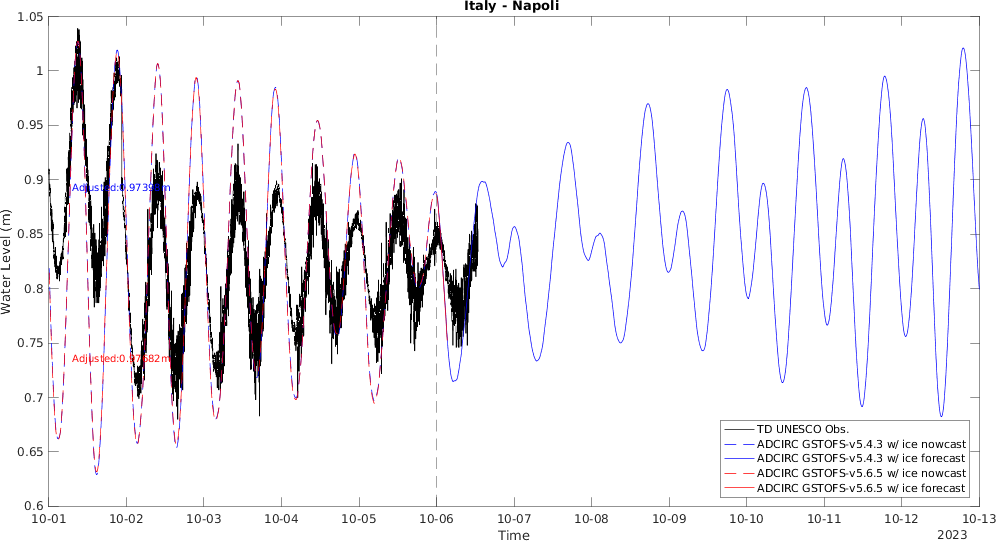 Italy - Napoli
Water Level (m)
1.05
1
0.95
0.9
0.85
0.8
0.75
0.7
0.65
0.6
Adjusted:
Adjusted:
TD UNESCO Obs.
ADCIRC GSTOFS-v5.4.3 w/ ice nowcast
ADCIRC GSTOFS-v5.4.3 w/ ice forecast
ADCIRC GSTOFS-v5.6.5 w/ ice nowcast
ADCIRC GSTOFS-v5.6.5 w/ ice forecast
10-01 10-02 10-03 10-04 10-05 10-06 10-07 10-08 10-09 10-10 10-11 10-12 10-13
Time
2023